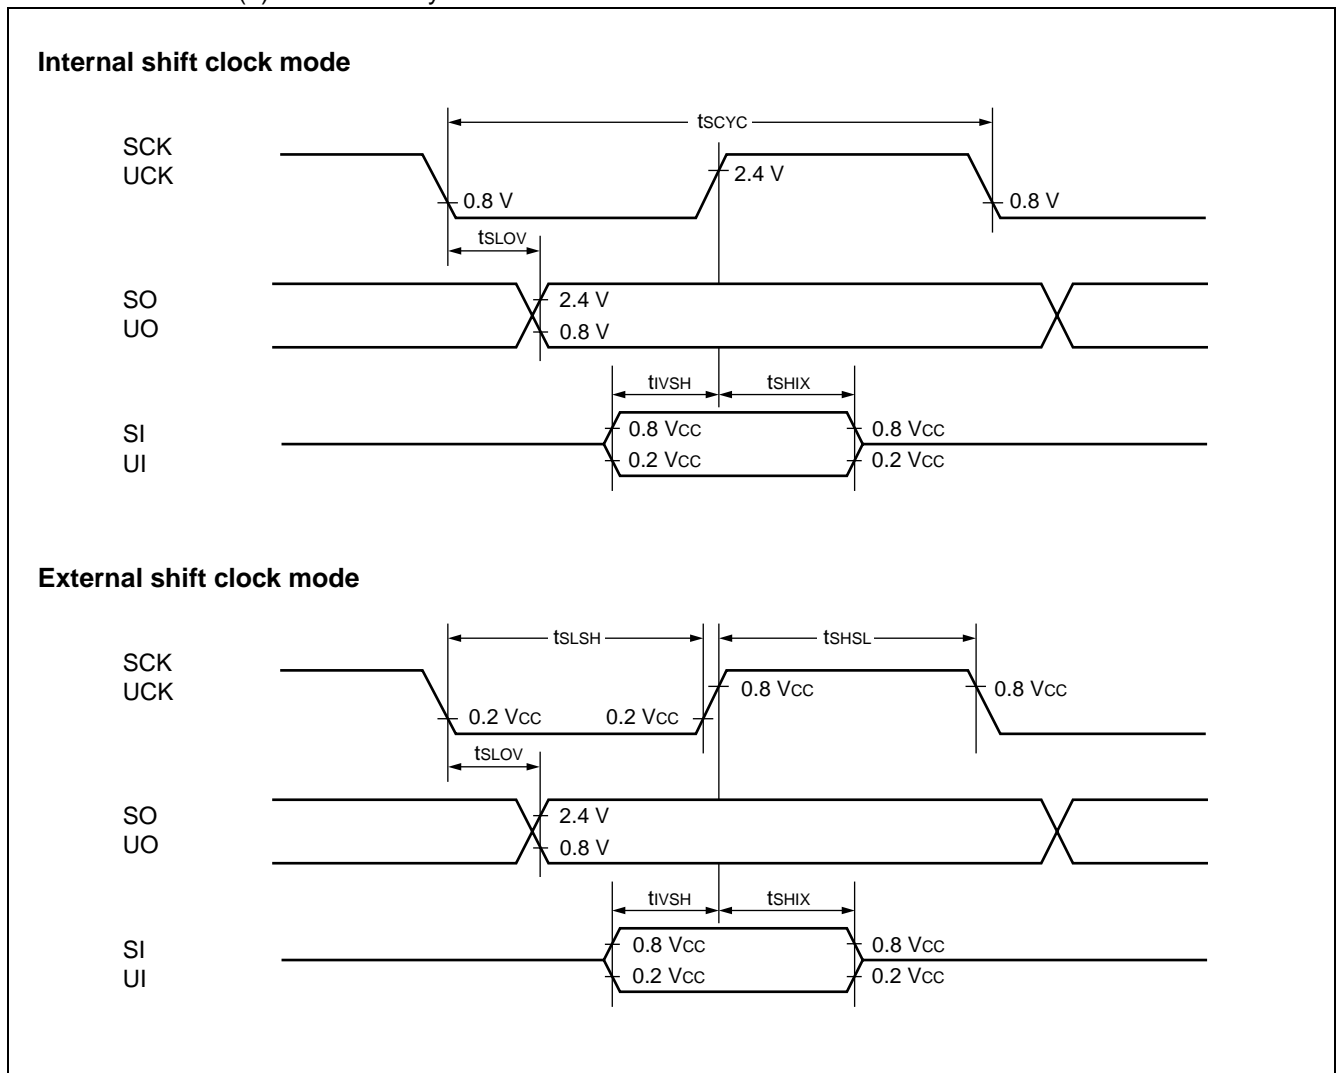 Internal shift clock mode
tSCYC
SCK
UCK
2.4 V
0.8 V
0.8 V
tSLOV
SO
UO
2.4 V
0.8 V
tIVSH
tSHIX
SI
UI
0.8 VCC
0.8 VCC
0.2 VCC
0.2 VCC
External shift clock mode
tSLSH
tSHSL
SCK
UCK
0.8 VCC
0.8 VCC
0.2 VCC
0.2 VCC
tSLOV
SO
UO
2.4 V
0.8 V
tIVSH
tSHIX
SI
UI
0.8 VCC
0.8 VCC
0.2 VCC
0.2 VCC